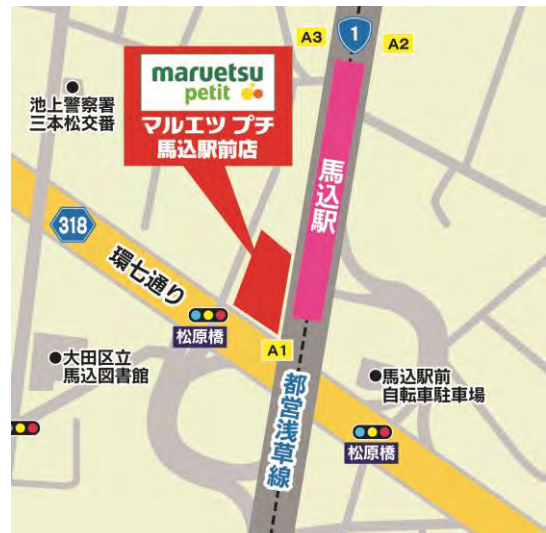 A3
1
A2
maruetsu
petit
マルエツ プチ
馬込駅前店
池上警察署
三本松交番
馬込駅
318
環七通り
松原橋
A1
大田区立
馬込図書館
都営浅草線
馬込駅前
自転車駐車場
松原橋